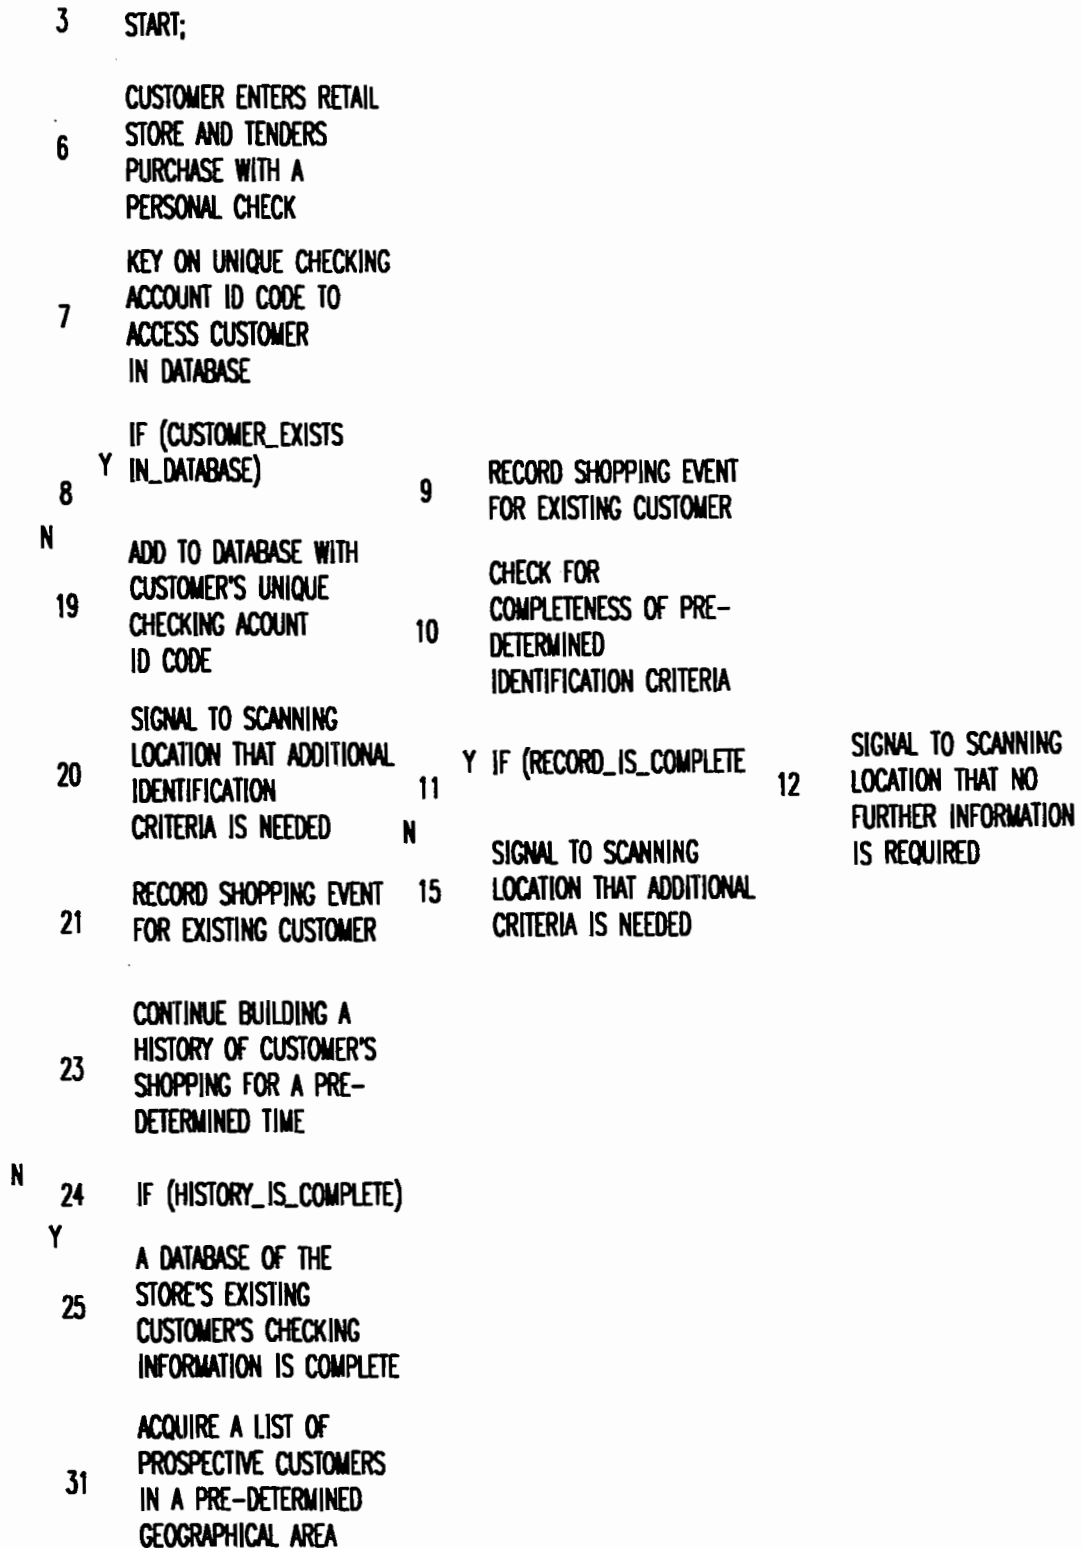 3 START;
CUSTOMER ENTERS RETAIL
6 STORE AND TENDERS
PURCHASE WITH A
PERSONAL CHECK
KEY ON UNIQUE CHECKING
7 ACCOUNT ID CODE TO
ACCESS CUSTOMER
IN DATABASE
IF (CUSTOMER_EXISTS
Y IN_DATABASE)
8
N
9 RECORD SHOPPING EVENT
FOR EXISTING CUSTOMER
ADD TO DATABASE WITH
CUSTOMER'S UNIQUE
19 CHECKING ACOUNT
ID CODE
CHECK FOR
COMPLETENESS OF PRE-
10 DETERMINED
IDENTIFICATION CRITERIA
SIGNAL TO SCANNING
LOCATION THAT ADDITIONAL
20 IDENTIFICATION
CRITERIA IS NEEDED
Y IF (RECORD_IS_COMPLETE
11
N
SIGNAL TO SCANNING
12 LOCATION THAT NO
FURTHER INFORMATION
IS REQUIRED
SIGNAL TO SCANNING
15 LOCATION THAT ADDITIONAL
CRITERIA IS NEEDED
RECORD SHOPPING EVENT
21 FOR EXISTING CUSTOMER
CONTINUE BUILDING A
HISTORY OF CUSTOMER'S
23 SHOPPING FOR A PRE-
DETERMINED TIME
N
24 IF (HISTORY_IS_COMPLETE)
Y
A DATABASE OF THE
25 STORE'S EXISTING
CUSTOMER'S CHECKING
INFORMATION IS COMPLETE
ACQUIRE A LIST OF
PROSPECTIVE CUSTOMERS
31 IN A PRE-DETERMINED
GEOGRAPHICAL AREA